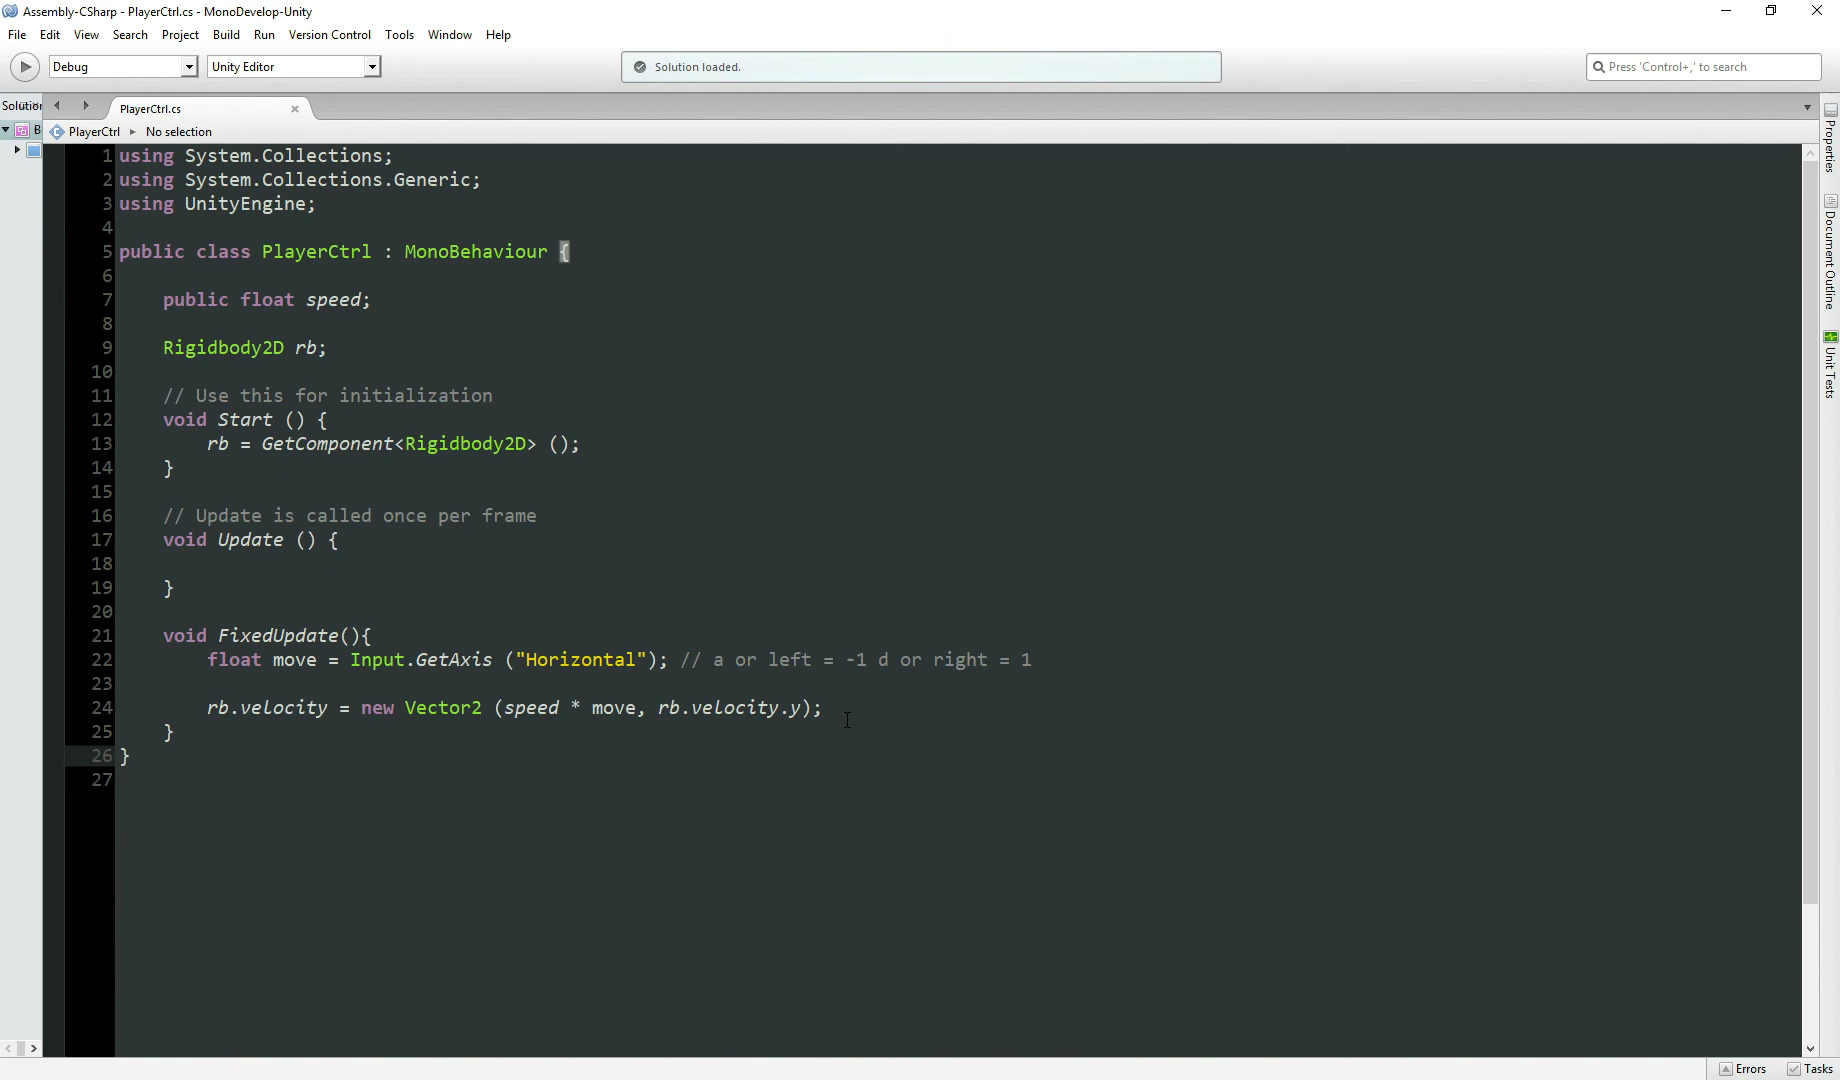 Assembly-CSharp - PlayerCtrl.cs - MonoDevelop-Unity
File Edit View Search Project Build Run Version Control Tools Window Help
Debug Unity Editor Solution loaded. Press 'Control+,' to search
PlayerCtrl.cs
B PlayerCtrl No selection
1 using System.Collections;
2 using System.Collections.Generic;
3 using UnityEngine;
4
5 public class PlayerCtrl : MonoBehaviour {
6
7 public float speed;
8
9 Rigidbody2D rb;
10
11 // Use this for initialization
12 void Start () {
13 rb = GetComponent<Rigidbody2D> ();
14 }
15
16 // Update is called once per frame
17 void Update () {
18
19 }
20
21 void FixedUpdate(){
22 float move = Input.GetAxis ("Horizontal"); // a or left = -1 d or right = 1
23
24 rb.velocity = new Vector2 (speed * move, rb.velocity.y);
25 }
26 }
27
Properties
Document Outline
Unit Tests
Errors Tasks